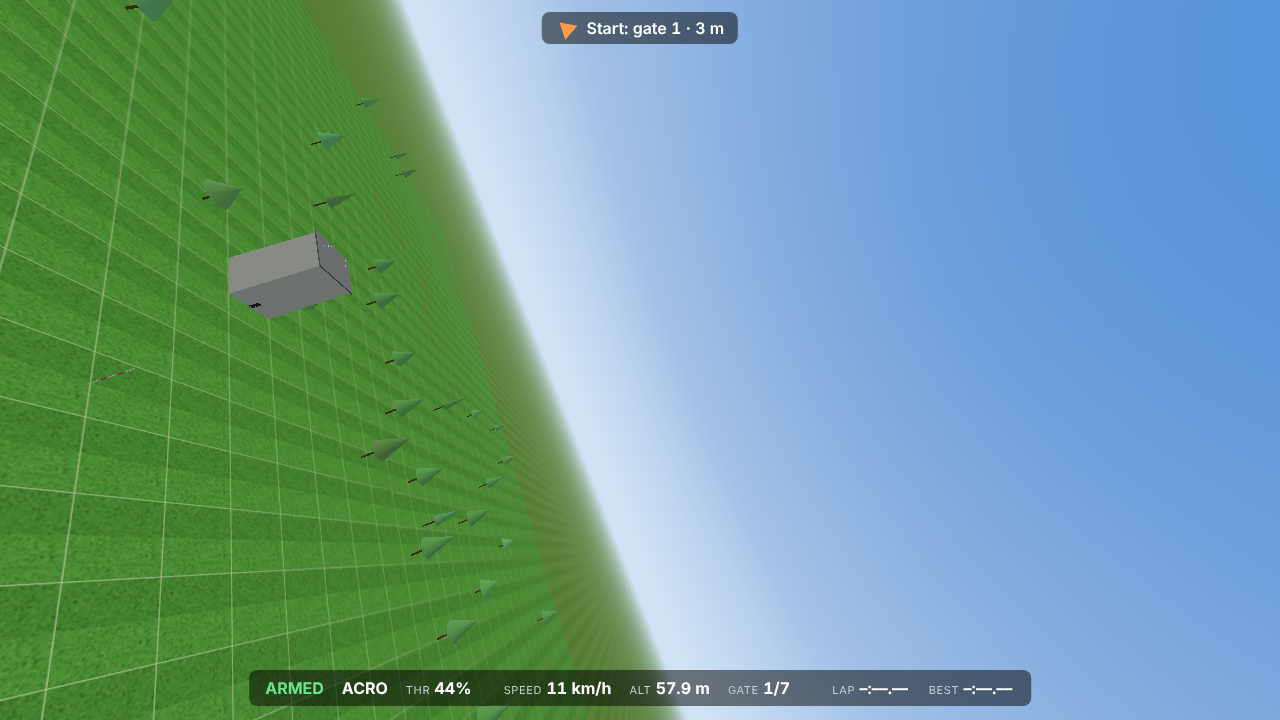 Start: gate 1 · 3 m
ARMED ACRO THR 44% SPEED 11 km/h ALT 57.9 m GATE 1/7 LAP –:––.–– BEST –:––.––